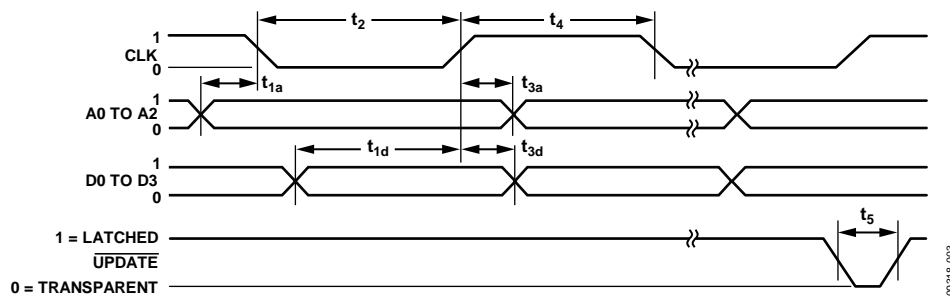 t2
t4
1
CLK
0
t1a
t3a
1
A0 TO A2
0
t1d
t3d
1
D0 TO D3
0
t5
1 = LATCHED
UPDATE
0 = TRANSPARENT